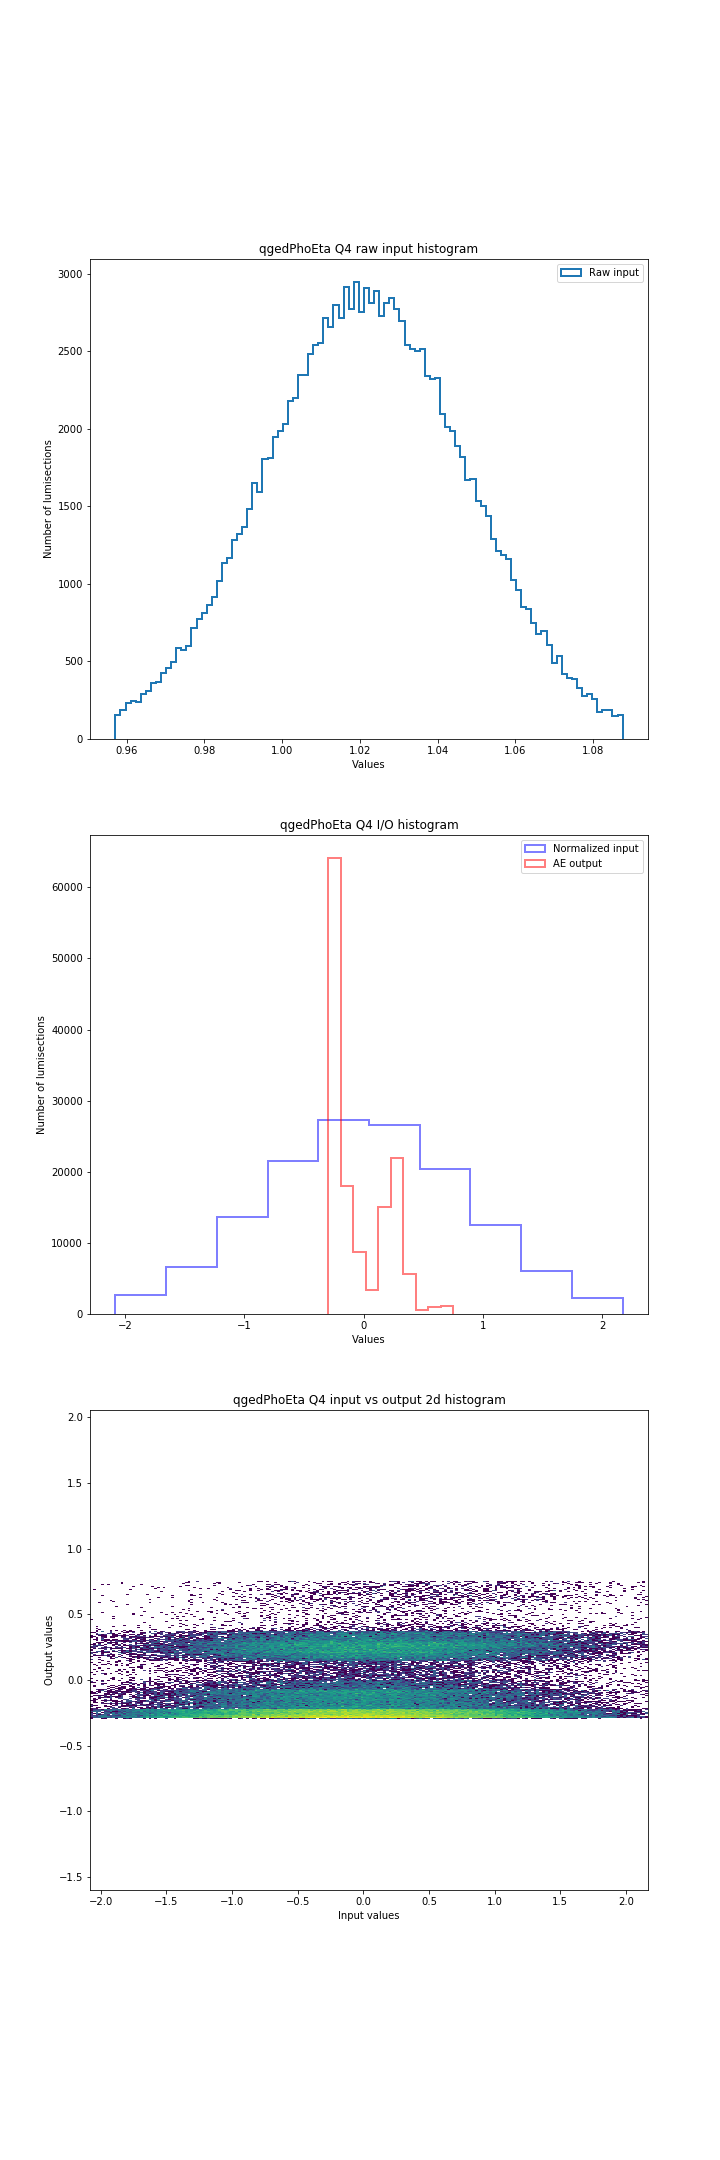 qgedPhoEta Q4 raw input histogram
Raw input
3000
2500
2000
1500
1000
500
0
Number of lumisections
0.96 0.98 1.00 1.02 1.04 1.06 1.08
Values
qgedPhoEta Q4 I/O histogram
Normalized input
AE output
60000
50000
40000
30000
20000
10000
0
Number of lumisections
−2 −1 0 1 2
Values
qgedPhoEta Q4 input vs output 2d histogram
2.0
1.5
1.0
0.5
0.0
−0.5
−1.0
−1.5
Output values
−2.0 −1.5 −1.0 −0.5 0.0 0.5 1.0 1.5 2.0
Input values